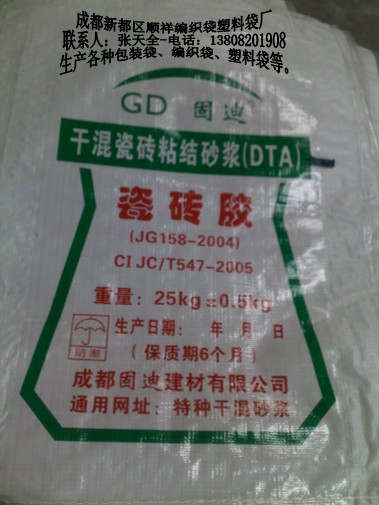 成都新都区顺祥编织袋塑料袋厂
联系人：张天全-电话：13808201908
生产各种包装袋、编织袋、塑料袋等。
GD 固迪
干混瓷砖粘结砂浆(DTA)
瓷砖胶
(JG158-2004)
CI JC/T547-2005
重量：25kg±0.5kg
生产日期： 年 月 日
防潮
(保质期6个月)
成都固迪建材有限公司
通用网址：特种干混砂浆